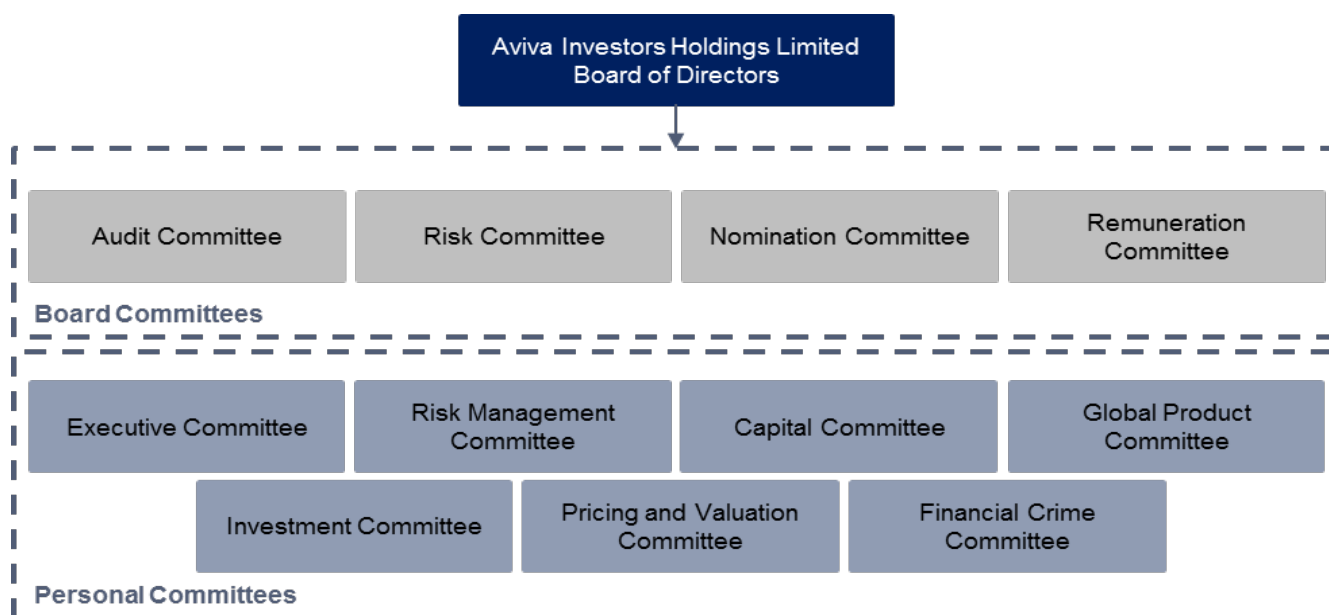 Aviva Investors Holdings Limited
Board of Directors
Audit Committee
Risk Committee
Nomination Committee
Remuneration
Committee
Board Committees
Executive Committee
Risk Management
Committee
Capital Committee
Global Product
Committee
Investment Committee
Pricing and Valuation
Committee
Financial Crime
Committee
Personal Committees